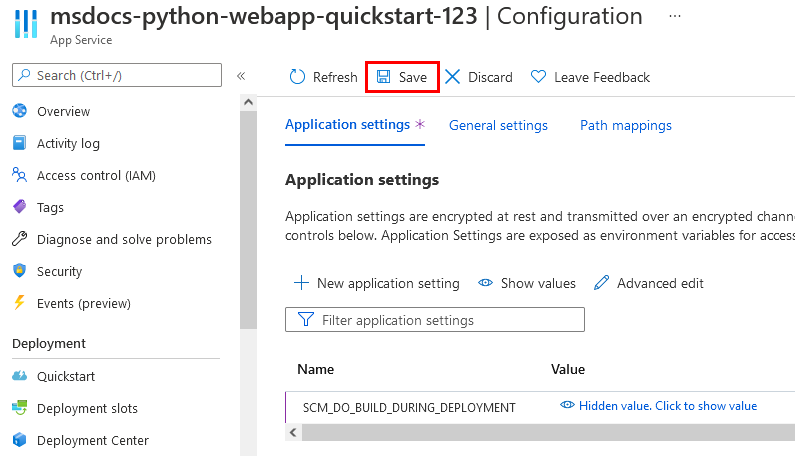 msdocs-python-webapp-quickstart-123 | Configuration ...
App Service
Search (Ctrl+/) «
Refresh Save Discard Leave Feedback
Overview
Activity log
Access control (IAM)
Tags
Diagnose and solve problems
Security
Events (preview)
Deployment
Quickstart
Deployment slots
Deployment Center
Application settings * General settings Path mappings
Application settings
Application settings are encrypted at rest and transmitted over an encrypted chann
controls below. Application Settings are exposed as environment variables for access
New application setting Show values Advanced edit
Filter application settings
Name Value
SCM_DO_BUILD_DURING_DEPLOYMENT Hidden value. Click to show value